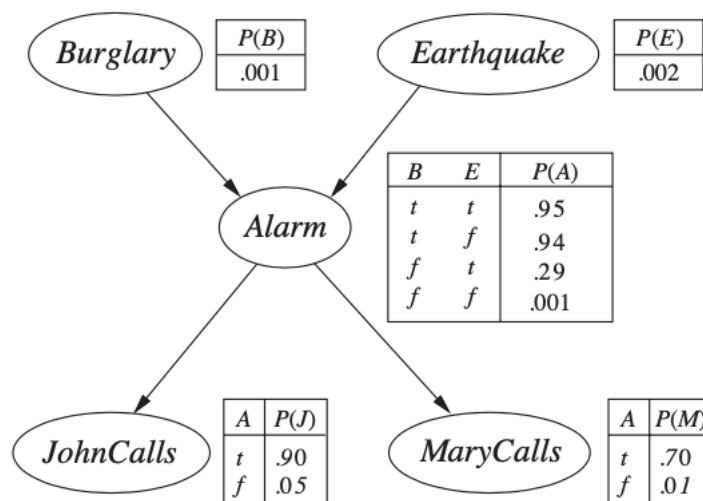 Burglary
P(B)
.001
Earthquake
P(E)
.002
Alarm
B E P(A)
t t .95
t f .94
f t .29
f f .001
JohnCalls
A P(J)
t .90
f .05
MaryCalls
A P(M)
t .70
f .01